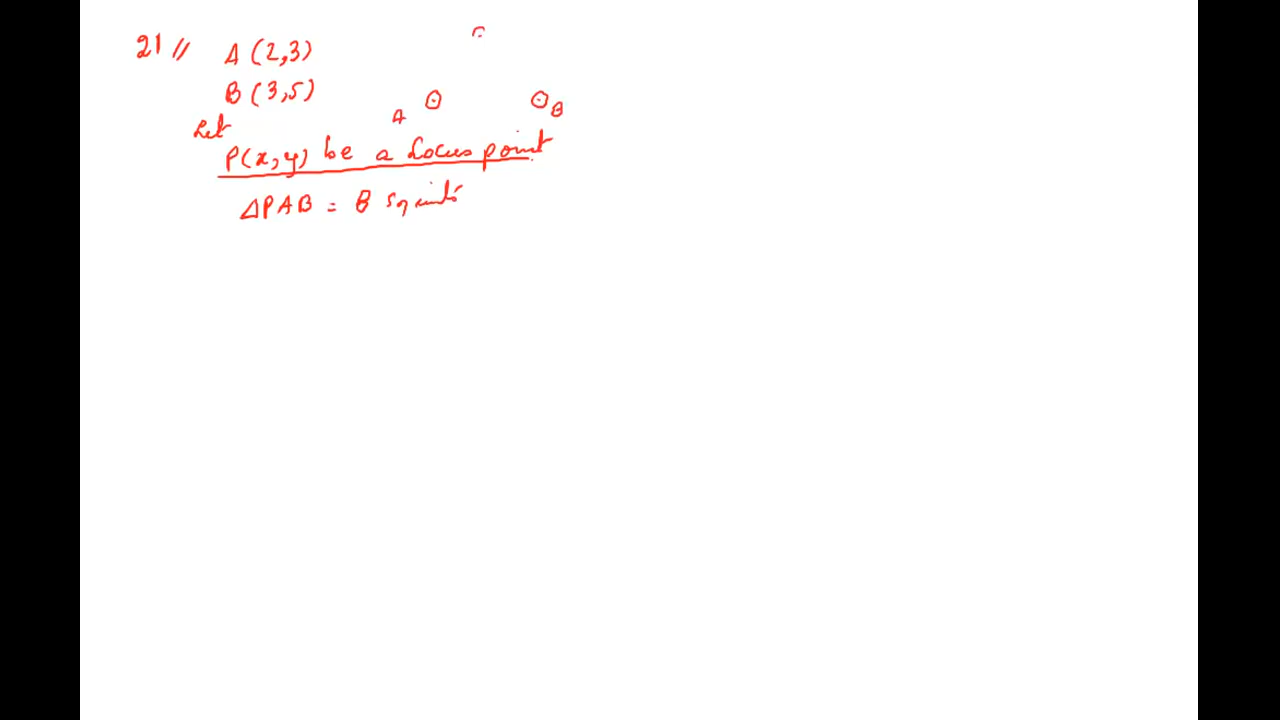 21 // A (2,3)
B (3,5)
A B
Let
P(x,y) be a Locus point
ΔPAB = 8 sq units